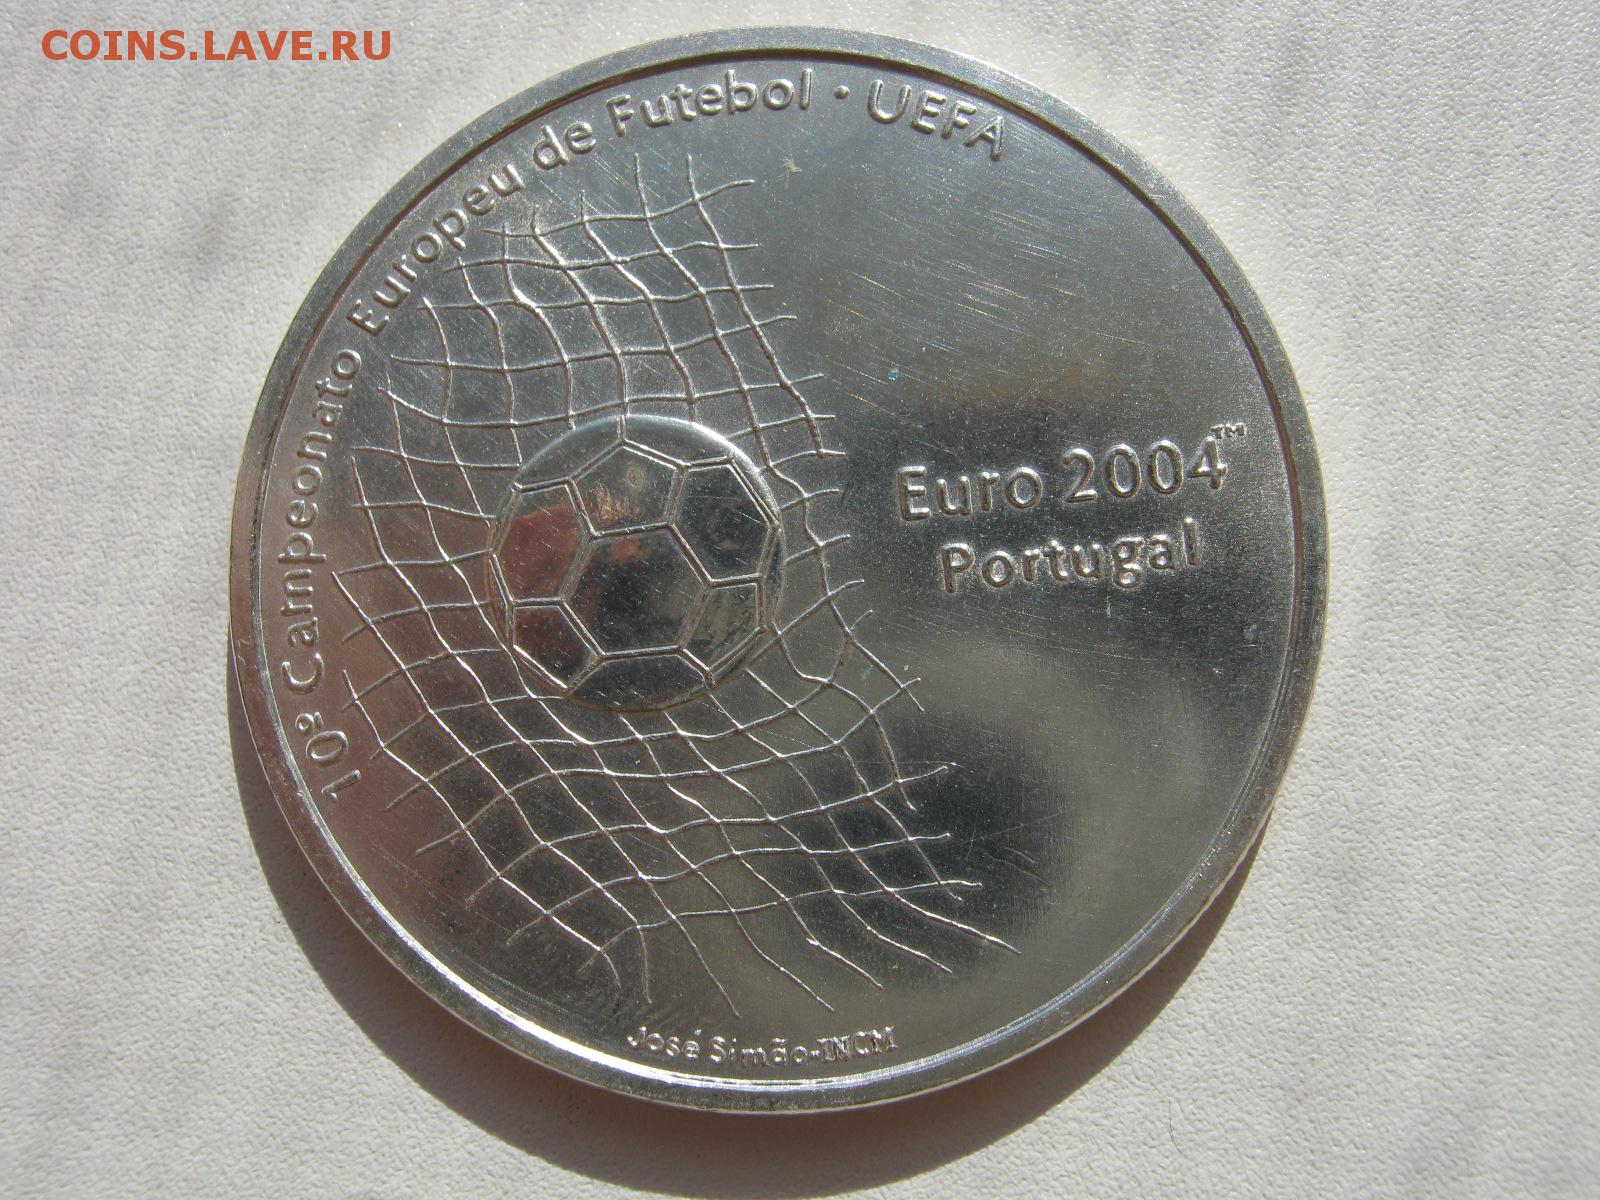 COINS.LAVE.RU
10º Campeonato Europeu de Futebol · UEFA
Euro 2004™
Portugal
José Simão-INCM